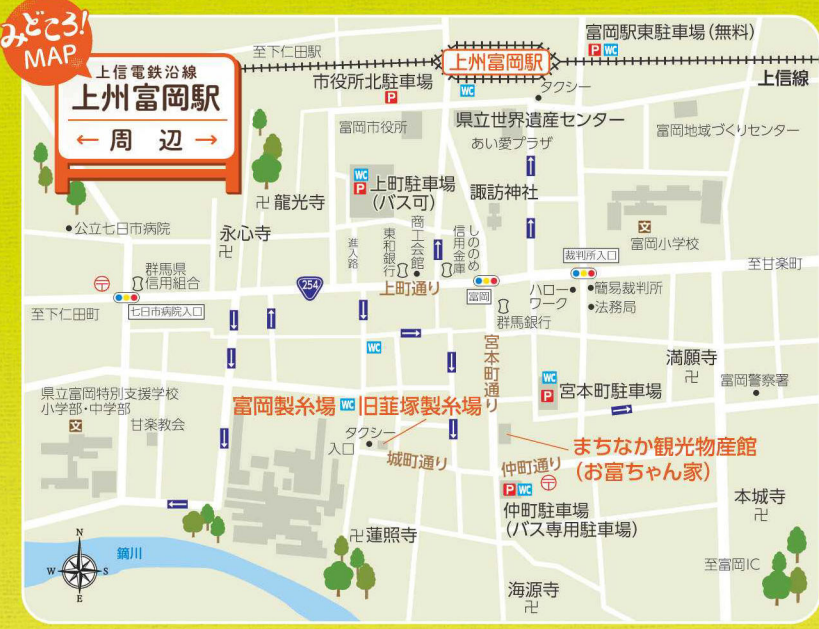 みどころ!
MAP
上信電鉄沿線
上州富岡駅
← 周 辺 →
至下仁田駅
上州富岡駅
富岡駅東駐車場(無料)
P WC
上信線
市役所北駐車場
P
WC
タクシー
富岡市役所
県立世界遺産センター
あい愛プラザ
富岡地域づくりセンター
WC
P 上町駐車場
(バス可)
諏訪神社
卍 龍光寺
公立七日市病院
永心寺
卍
進入路
東和銀行
商工会館
しののめ
信用金庫
文
富岡小学校
裁判所入口
至甘楽町
群馬県
信用組合
〒
254
上町通り
富岡
ハロー
ワーク
簡易裁判所
法務局
至下仁田町
七日市病院入口
群馬銀行
宮本町通り
WC
満願寺
卍
富岡警察署
WC
P 宮本町駐車場
県立富岡特別支援学校
小学部・中学部
文
甘楽教会
富岡製糸場 WC 旧韮塚製糸場
タクシー
入口
城町通り
まちなか観光物産館
(お富ちゃん家)
仲町通り
P WC 〒
仲町駐車場
(バス専用駐車場)
本城寺
卍
卍 蓮照寺
鏑川
N
W S
E
至富岡IC
海源寺
卍